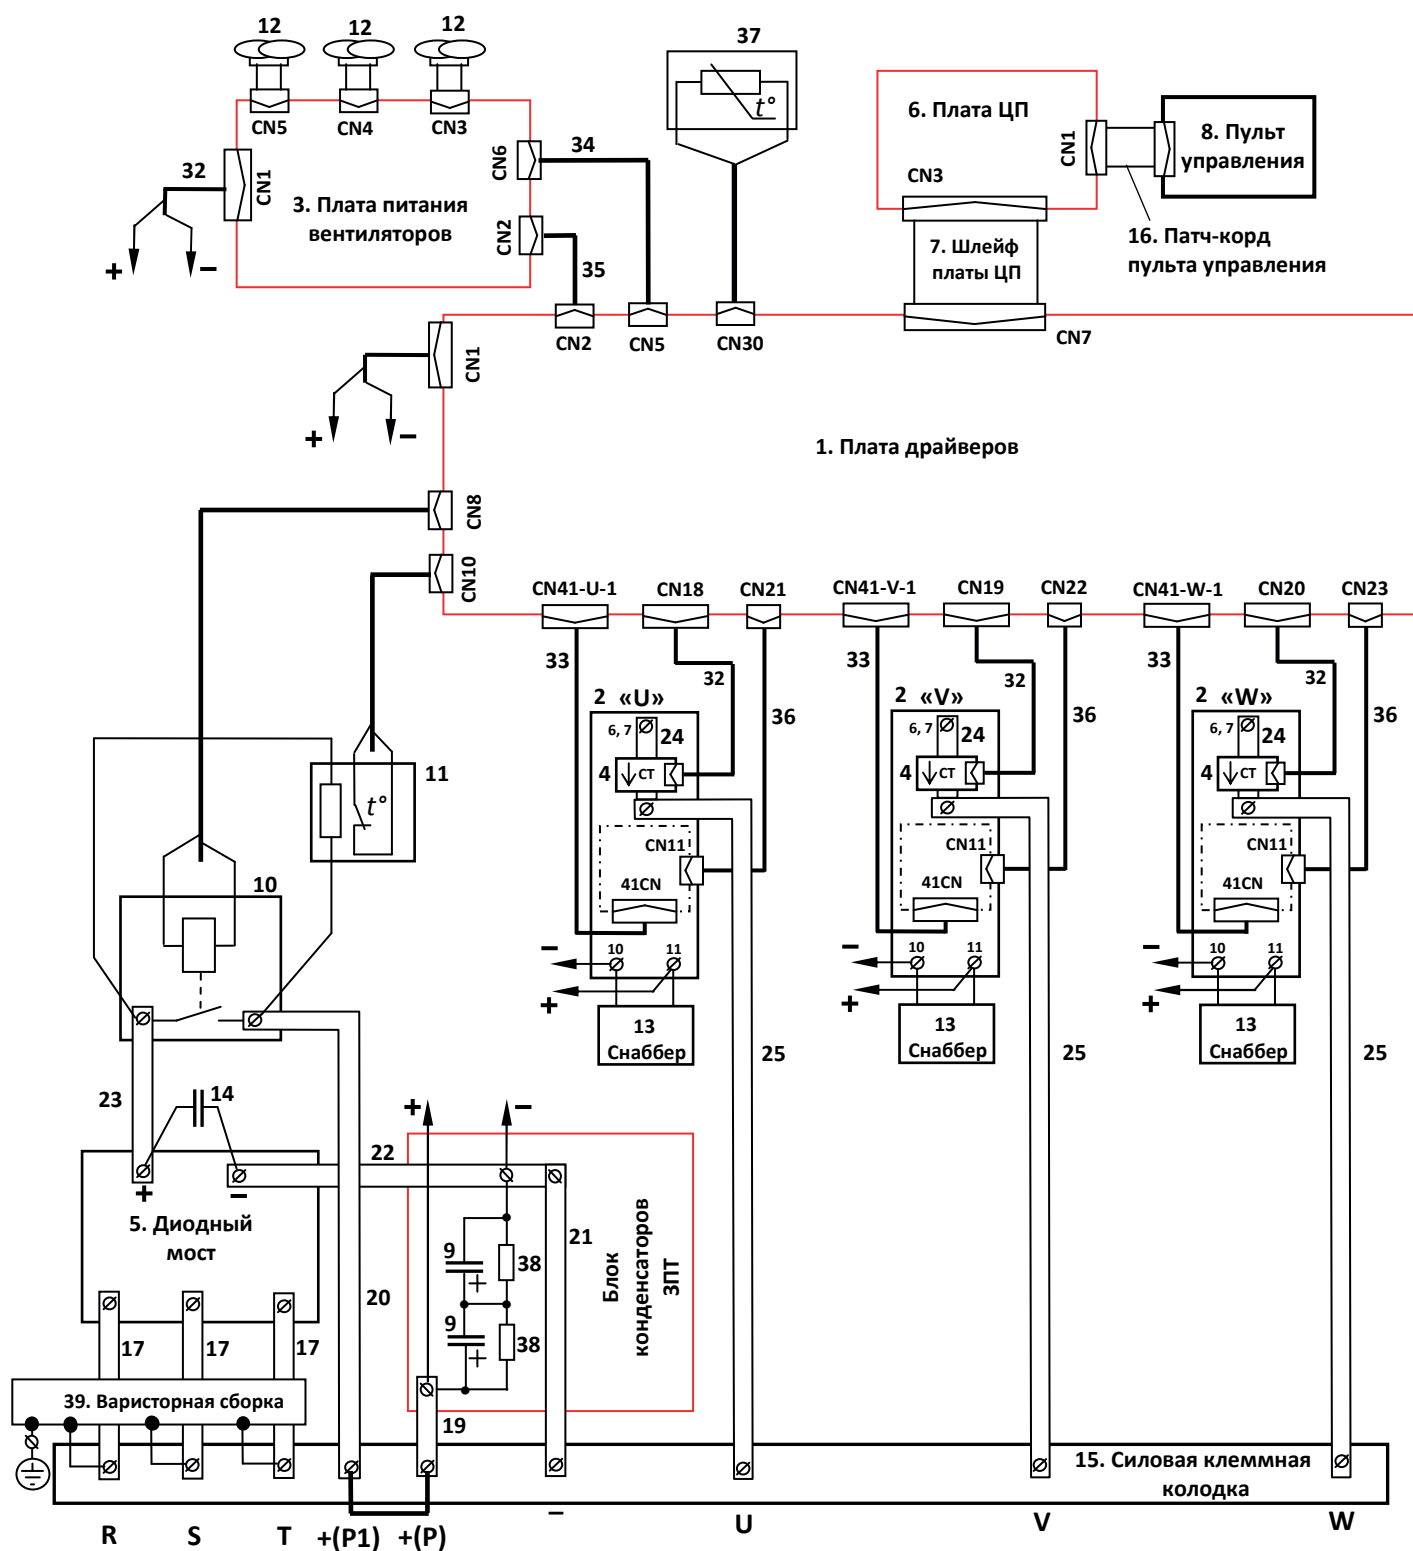 12 12 12 37
CN5 CN4 CN3
32 CN1
CN6 34
3. Плата питания
вентиляторов
CN2
35
+ −
t°
6. Плата ЦП
CN1
8. Пульт
управления
CN3
7. Шлейф
платы ЦП
16. Патч-корд
пульта управления
CN2 CN5 CN30 CN7
CN1
+ −
1. Плата драйверов
CN8
CN10
CN41-U-1 CN18 CN21 CN41-V-1 CN19 CN22 CN41-W-1 CN20 CN23
33 32 36 33 32 36 33 32 36
2 «U» 2 «V» 2 «W»
6, 7 24 6, 7 24 6, 7 24
4 CT 4 CT 4 CT
11
t°
CN11 CN11 CN11
41CN 41CN 41CN
10
− 10 11 − 10 11 − 10 11
+ + +
13
Снаббер
13
Снаббер
13
Снаббер
25 25 25
23 14
+ −
22
+ −
5. Диодный
мост
21
9 38
9 38
+
+
Блок
конденсаторов
ЗПТ
20
17 17 17
39. Варисторная сборка
19
15. Силовая клеммная
колодка
R S T +(P1) +(P) − U V W